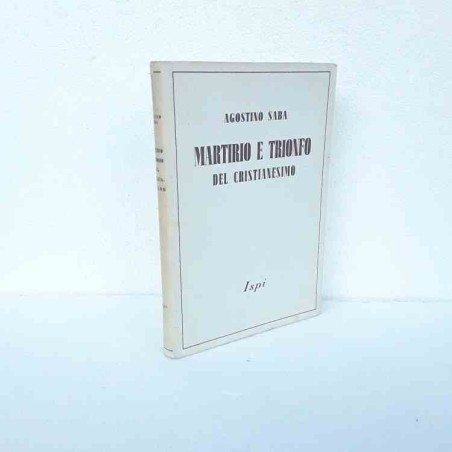 AGOSTINO SABA
MARTIRIO E TRIONFO
DEL CRISTIANESIMO
Ispi